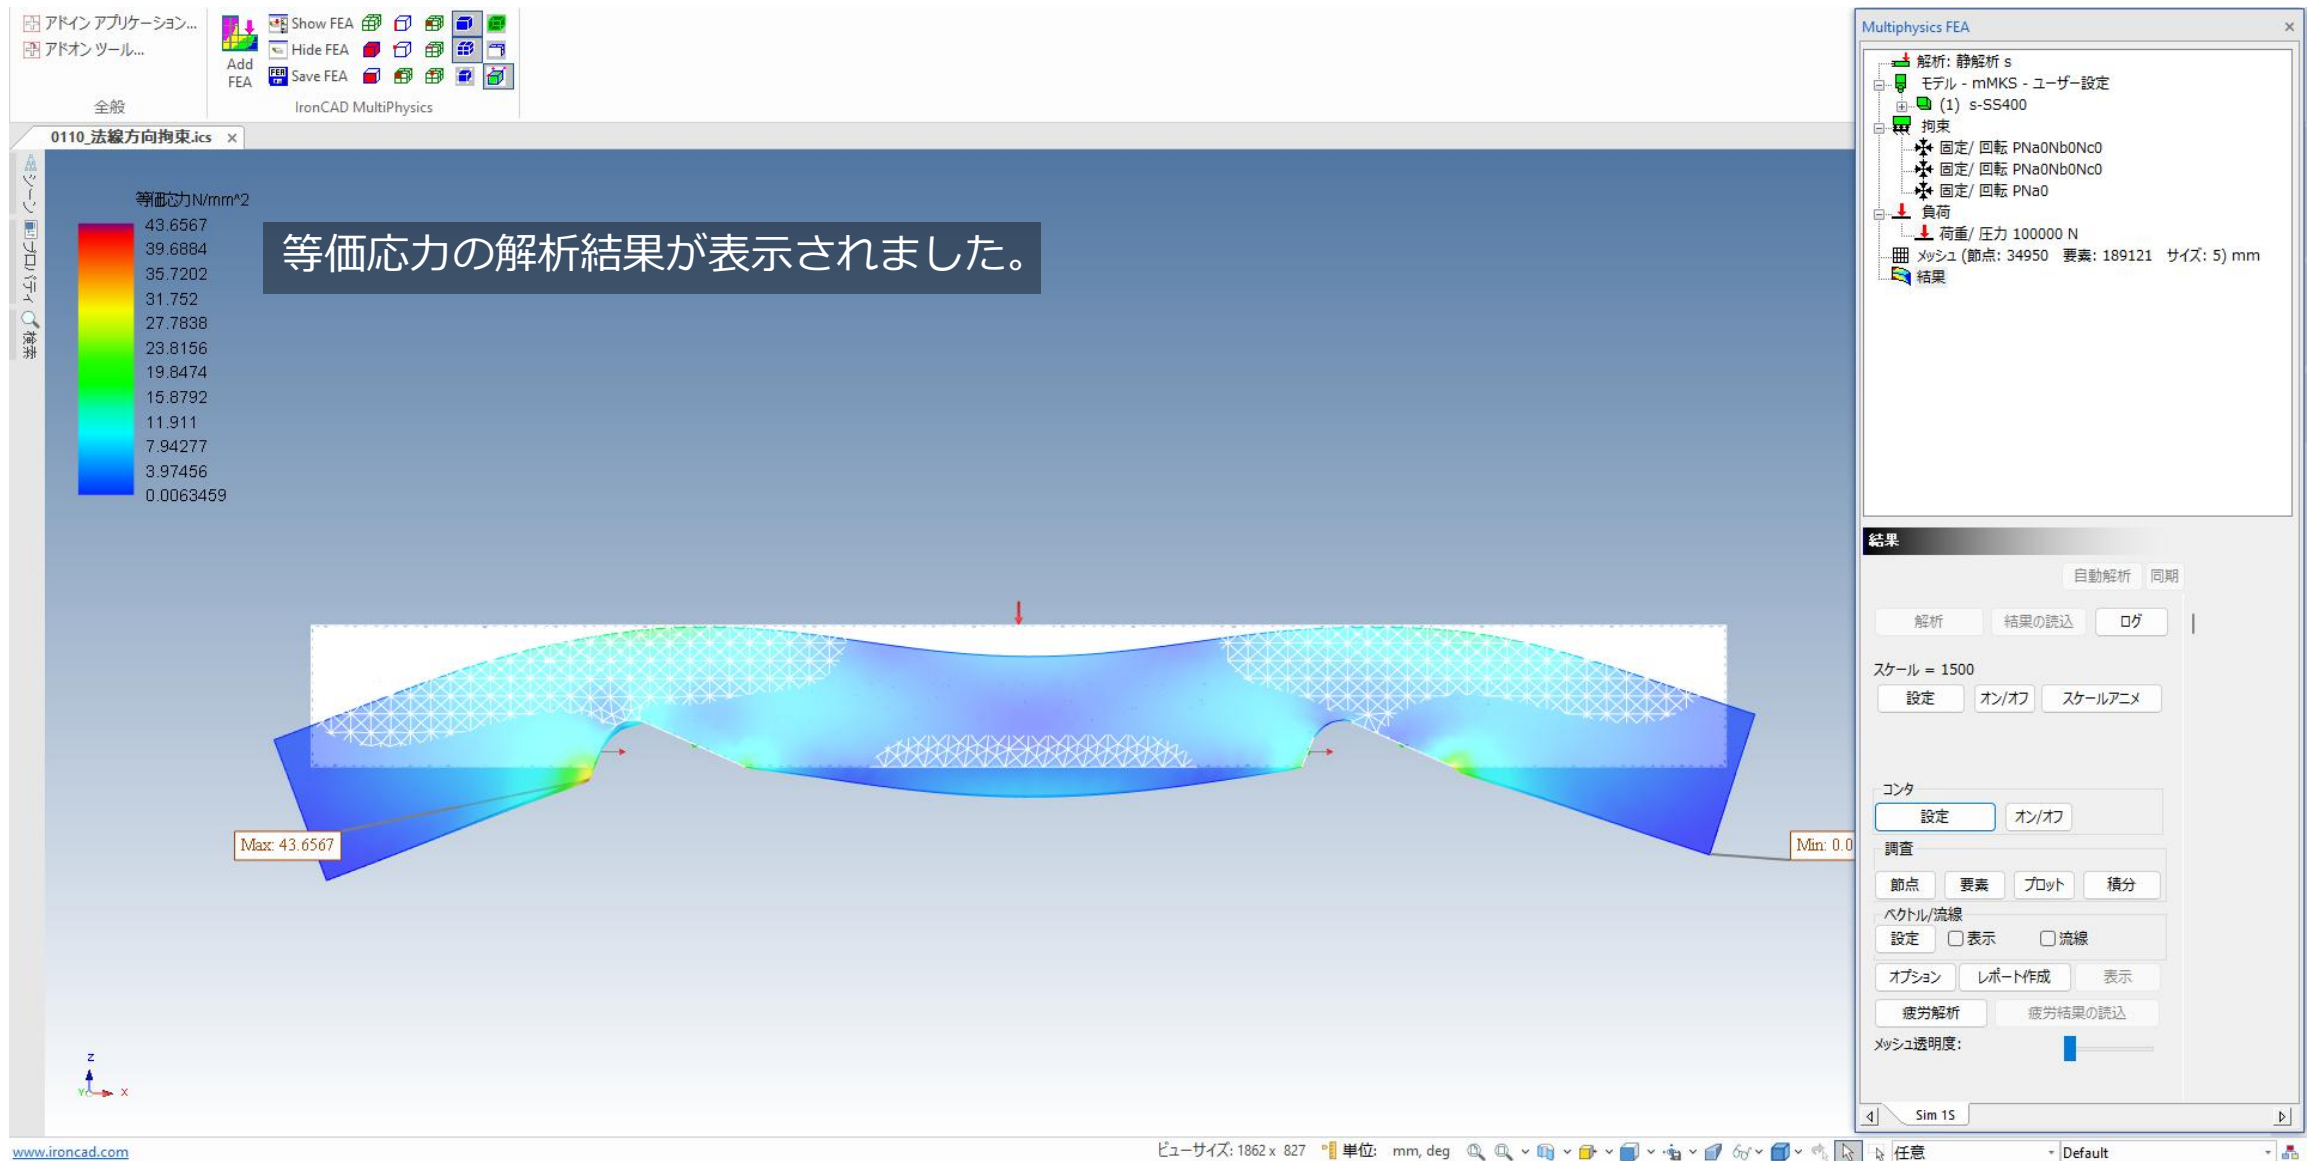 アドイン アプリケーション...
アドオン ツール...
全般
Add
FEA
Show FEA
Hide FEA
Save FEA
IronCAD MultiPhysics
0110_法線方向拘束.ics ×
シーン
プロパティ
検索
等価応力 N/mm^2
43.6567
39.6884
35.7202
31.752
27.7838
23.8156
19.8474
15.8792
11.911
7.94277
3.97456
0.0063459
等価応力の解析結果が表示されました。
Max: 43.6567
Min: 0.0
Z
Y
X
Multiphysics FEA ×
解析: 静解析 s
モデル - mMKS - ユーザー設定
(1) s-SS400
拘束
固定/ 回転 PNa0Nb0Nc0
固定/ 回転 PNa0Nb0Nc0
固定/ 回転 PNa0
負荷
荷重/ 圧力 100000 N
メッシュ (節点: 34950 要素: 189121 サイズ: 5) mm
結果
結果
自動解析 同期
解析 結果の読込 ログ
スケール = 1500
設定 オン/オフ スケールアニメ
コンタ
設定 オン/オフ
調査
節点 要素 プロット 積分
ベクトル/流線
設定 表示 流線
オプション レポート作成 表示
疲労解析 疲労結果の読込
メッシュ透明度:
Sim 1S
www.ironcad.com
ビューサイズ: 1862 x 827 単位: mm, deg 任意 Default